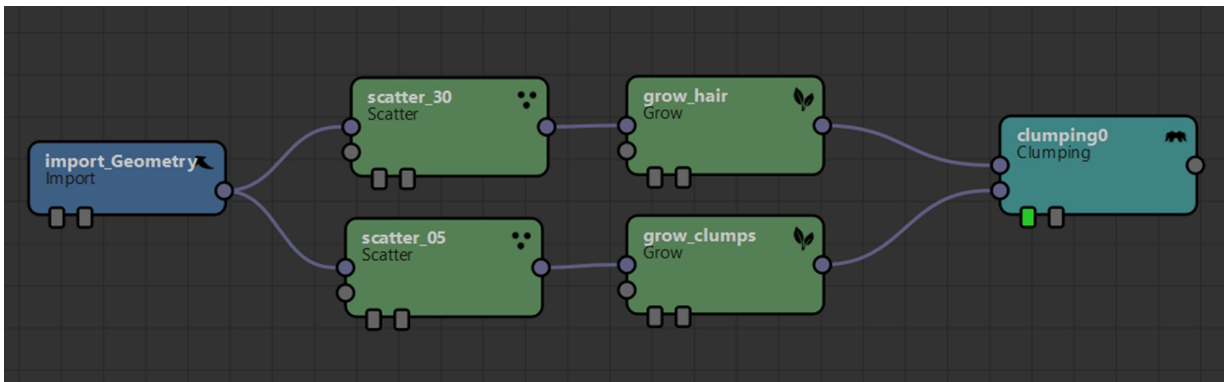 import_Geometry
Import
scatter_30
Scatter
grow_hair
Grow
scatter_05
Scatter
grow_clumps
Grow
clumping0
Clumping